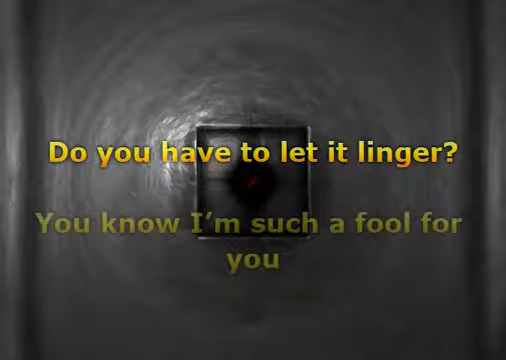 Do you have to let it linger?
You know I’m such a fool for
you